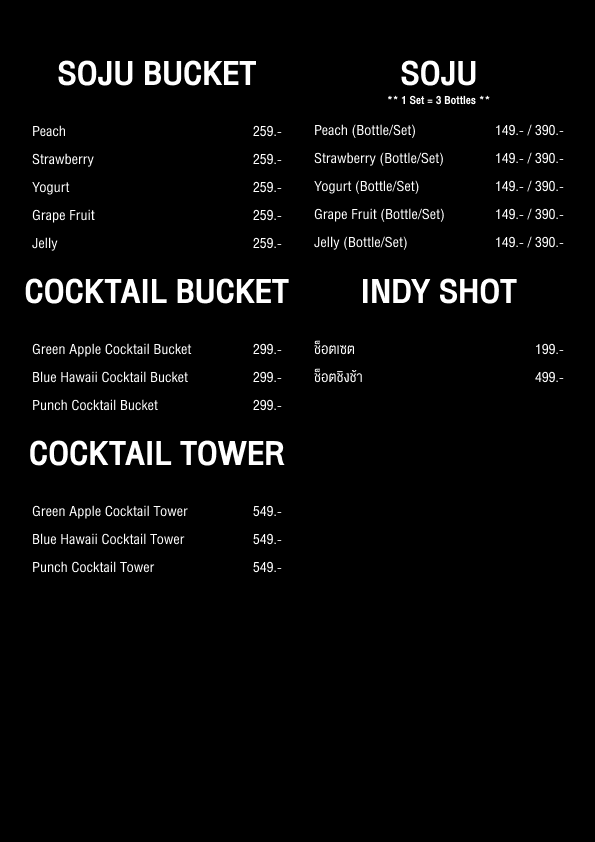 SOJU BUCKET
Peach 259.-
Strawberry 259.-
Yogurt 259.-
Grape Fruit 259.-
Jelly 259.-
COCKTAIL BUCKET
Green Apple Cocktail Bucket 299.-
Blue Hawaii Cocktail Bucket 299.-
Punch Cocktail Bucket 299.-
COCKTAIL TOWER
Green Apple Cocktail Tower 549.-
Blue Hawaii Cocktail Tower 549.-
Punch Cocktail Tower 549.-
SOJU
** 1 Set = 3 Bottles **
Peach (Bottle/Set) 149.- / 390.-
Strawberry (Bottle/Set) 149.- / 390.-
Yogurt (Bottle/Set) 149.- / 390.-
Grape Fruit (Bottle/Set) 149.- / 390.-
Jelly (Bottle/Set) 149.- / 390.-
INDY SHOT
ช็อตเซต 199.-
ช็อตชิงช้า 499.-